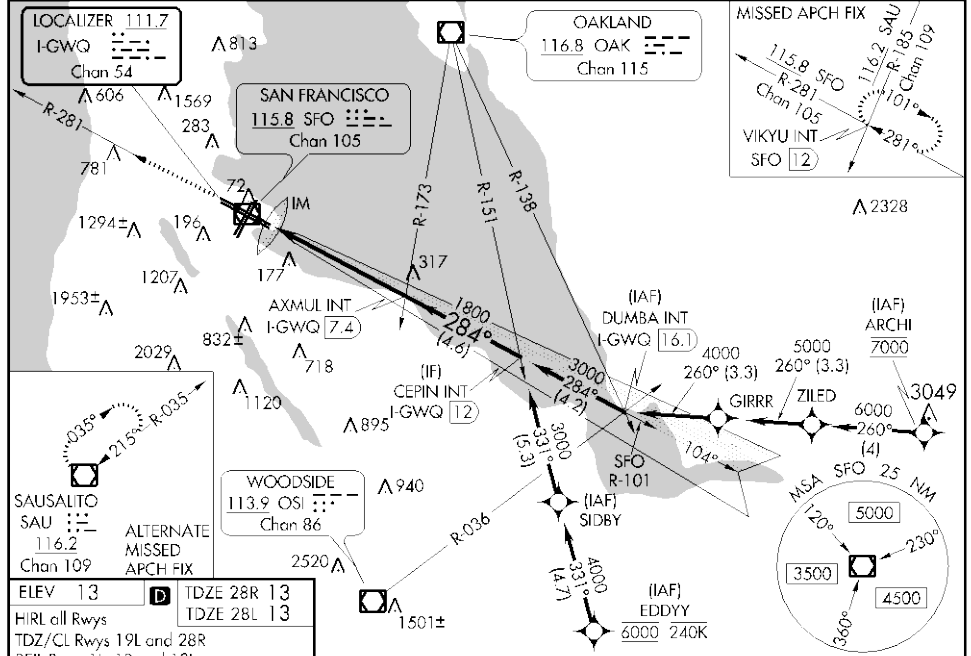 LOCALIZER 111.7
I-GWQ
Chan 54
813
606
1569
283
R-281
781
SAN FRANCISCO
115.8 SFO
Chan 105
OAKLAND
116.8 OAK
Chan 115
MISSED APCH FIX
115.8 SFO
R-281
Chan 105
116.2 SAU
R-185
Chan 109
101°
281°
VIKYU INT
SFO 12
2328
72
IM
R-173
R-151
R-138
1294±
196
177
317
1207
1953±
AXMUL INT
I-GWQ 7.4
1800
284°
(4.6)
832±
718
2029
(IF)
CEPIN INT
I-GWQ 12
3000
284°
(4.2)
(IAF)
DUMBA INT
I-GWQ 16.1
4000
260° (3.3)
5000
260° (3.3)
(IAF)
ARCHI
7000
GIRRR
ZILED
6000
260°
(4)
3049
1120
895
104°
SFO
R-101
3000
331°
(5.3)
035°
215°
R-035
SAUSALITO
SAU
116.2
Chan 109
ALTERNATE
MISSED
APCH FIX
WOODSIDE
113.9 OSI
Chan 86
940
R-036
(IAF)
SIDBY
2520
1501±
4000
331°
(4.7)
(IAF)
EDDYY
6000 240K
MSA SFO 25 NM
120°
5000
230°
3500
4500
360°
ELEV 13
D
TDZE 28R 13
TDZE 28L 13
HIRL all Rwys
TDZ/CL Rwys 19L and 28R